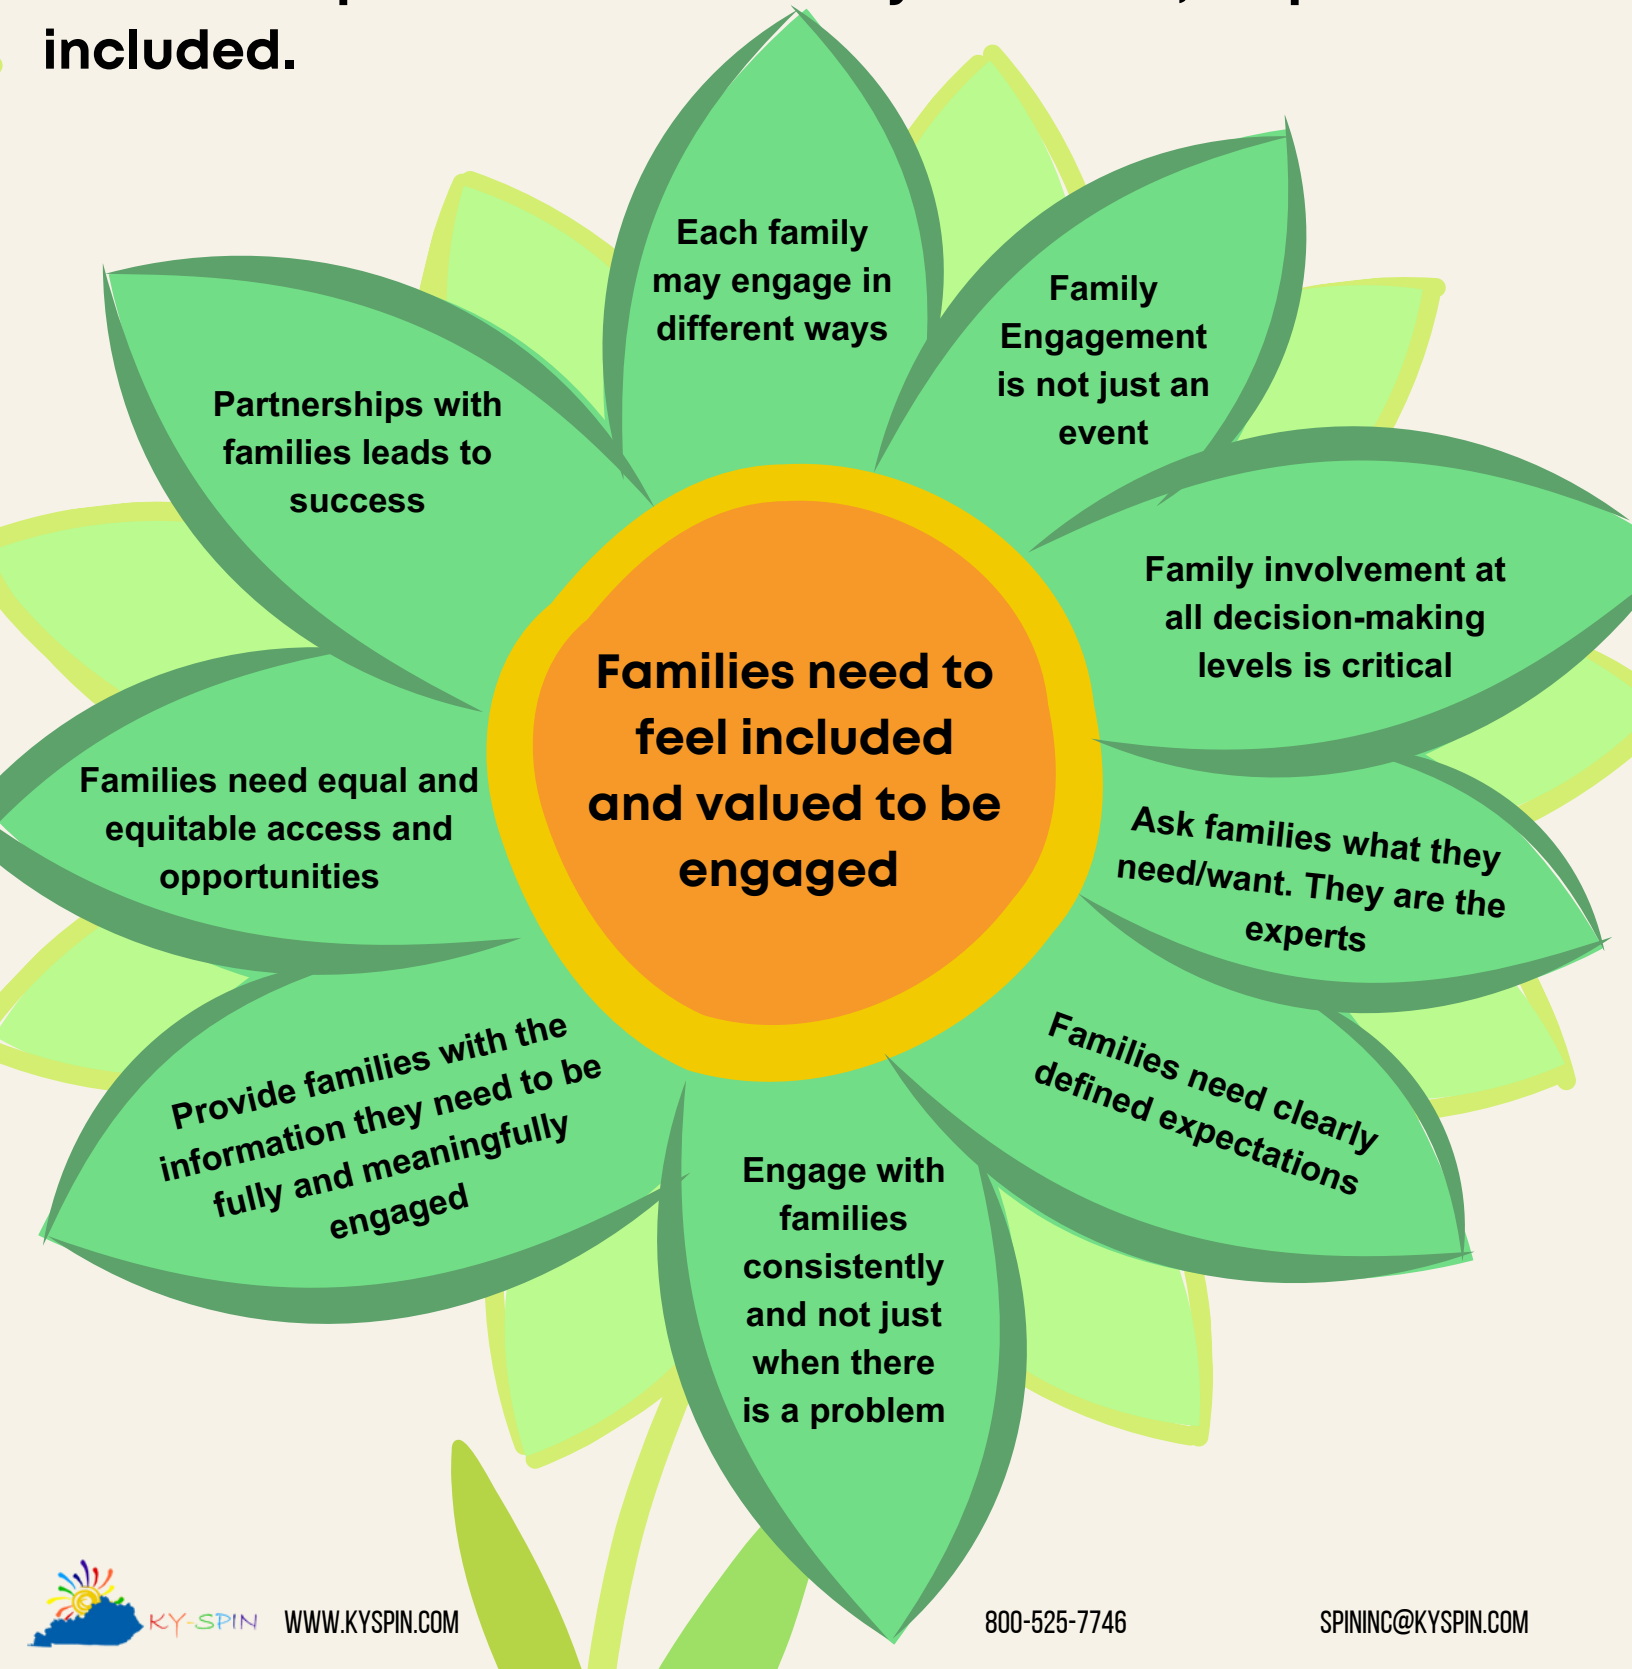 included.
Each family
may engage in
different ways
Family
Engagement
is not just an
event
Partnerships with
families leads to
success
Family involvement at
all decision-making
levels is critical
Families need to
feel included
and valued to be
engaged
Families need equal and
equitable access and
opportunities
Ask families what they
need/want. They are the
experts
Provide families with the
information they need to be
fully and meaningfully
engaged
Families need clearly
defined expectations
Engage with
families
consistently
and not just
when there
is a problem
KY-SPIN
WWW.KYSPIN.COM
800-525-7746
SPININC@KYSPIN.COM